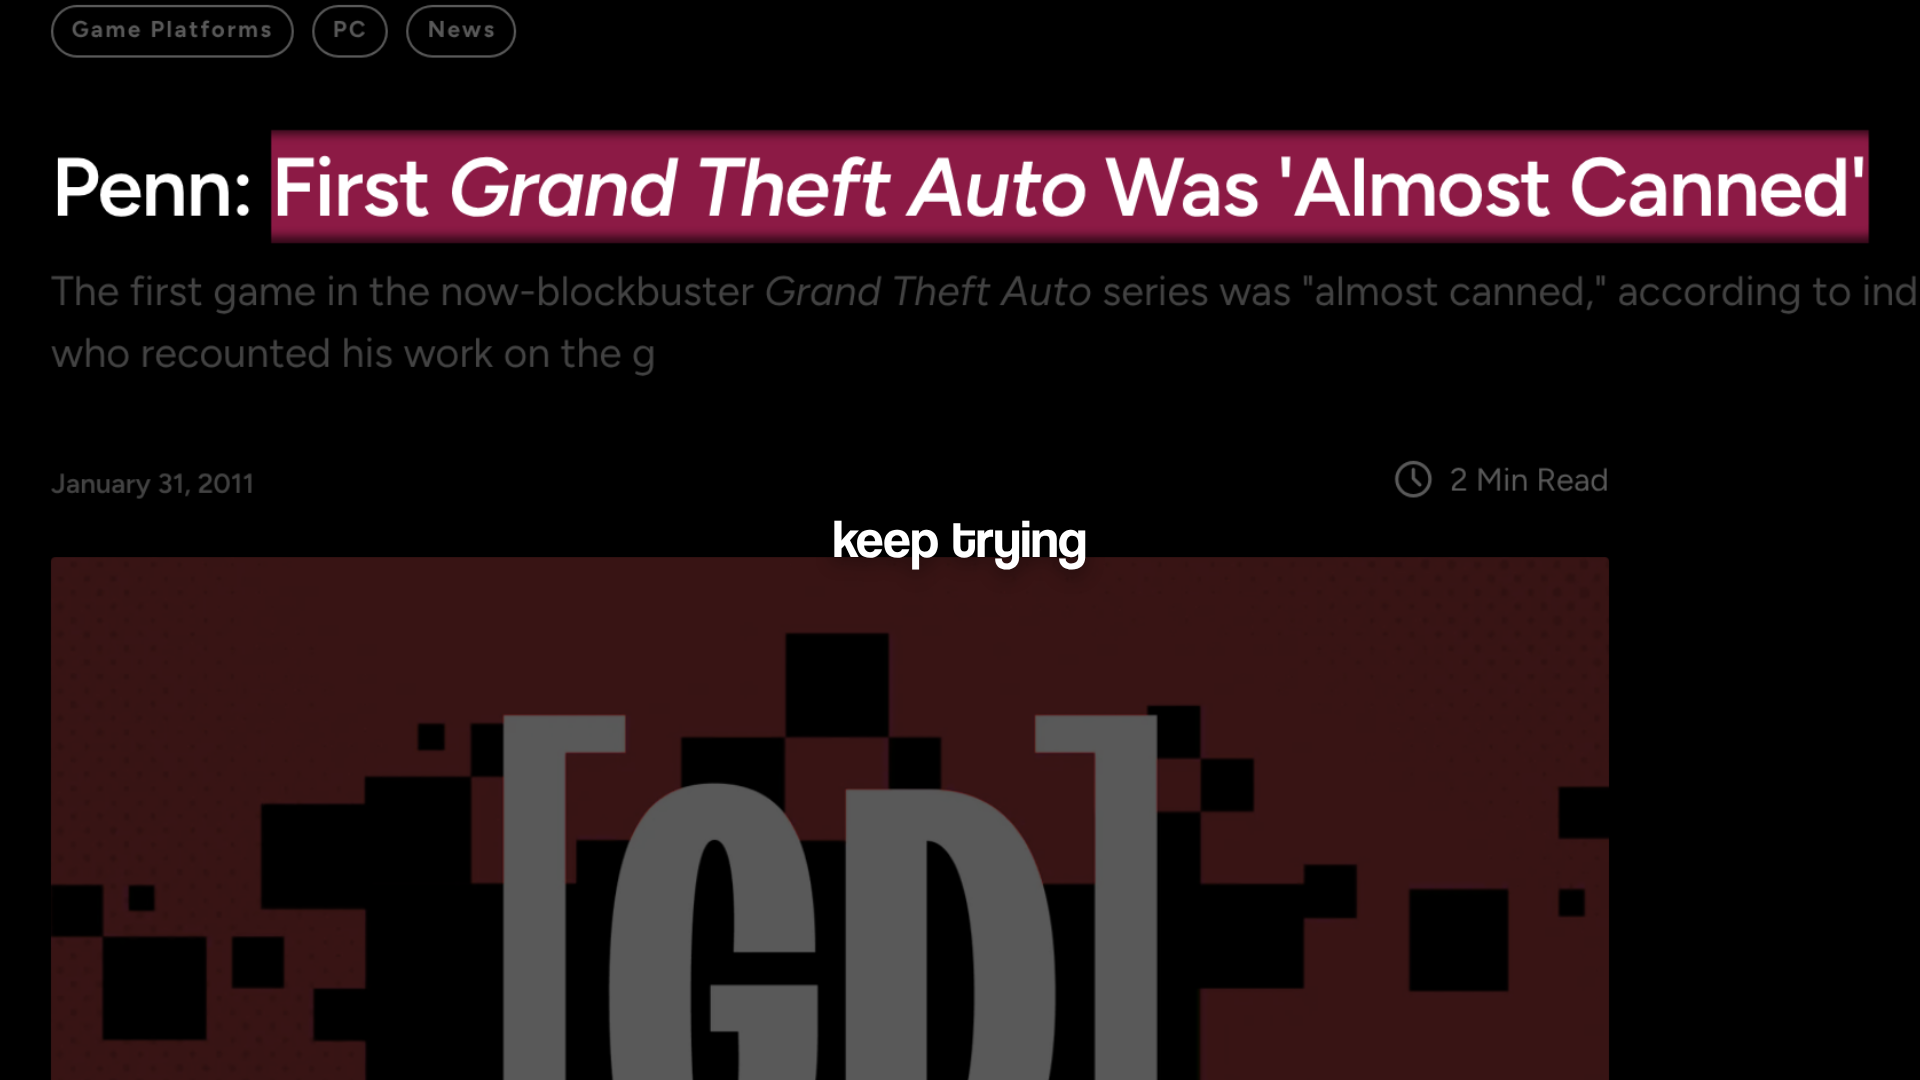 Game Platforms PC News
Penn: First Grand Theft Auto Was 'Almost Canned'
The first game in the now-blockbuster Grand Theft Auto series was "almost canned," according to ind
who recounted his work on the g
January 31, 2011
2 Min Read
keep trying
[GD]